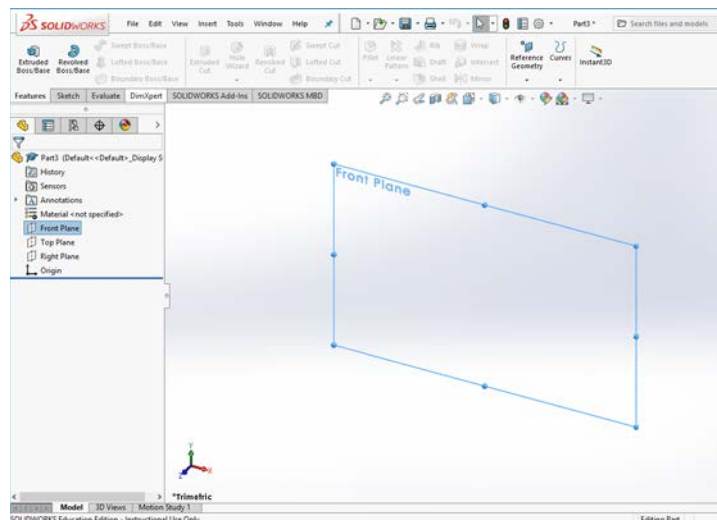 SOLIDWORKS File Edit View Insert Tools Window Help Part3 * Search files and models
Extruded Boss/Base Revolved Boss/Base Swept Boss/Base Lofted Boss/Base Boundary Boss/Base Extruded Cut Hole Wizard Revolved Cut Swept Cut Lofted Cut Boundary Cut Fillet Linear Pattern Rib Draft Shell Wrap Intersect Mirror Reference Geometry Curves Instant3D
Features Sketch Evaluate DimXpert SOLIDWORKS Add-Ins SOLIDWORKS MBD
Part3 (Default<<Default>_Display S
History
Sensors
Annotations
Material <not specified>
Front Plane
Top Plane
Right Plane
Origin
Front Plane
*Trimetric
Model 3D Views Motion Study 1
SOLIDWORKS Education Edition - Instructional Use Only Editing Part